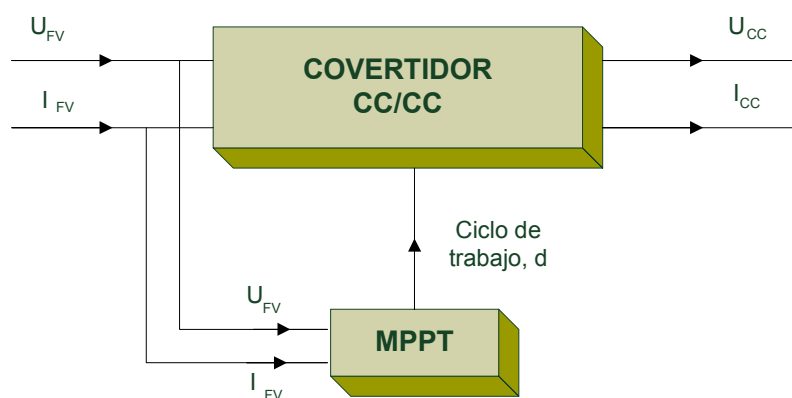 U_FV
U_CC
COVERTIDOR
CC/CC
I_FV
I_CC
Ciclo de
trabajo, d
U_FV
MPPT
I_FV